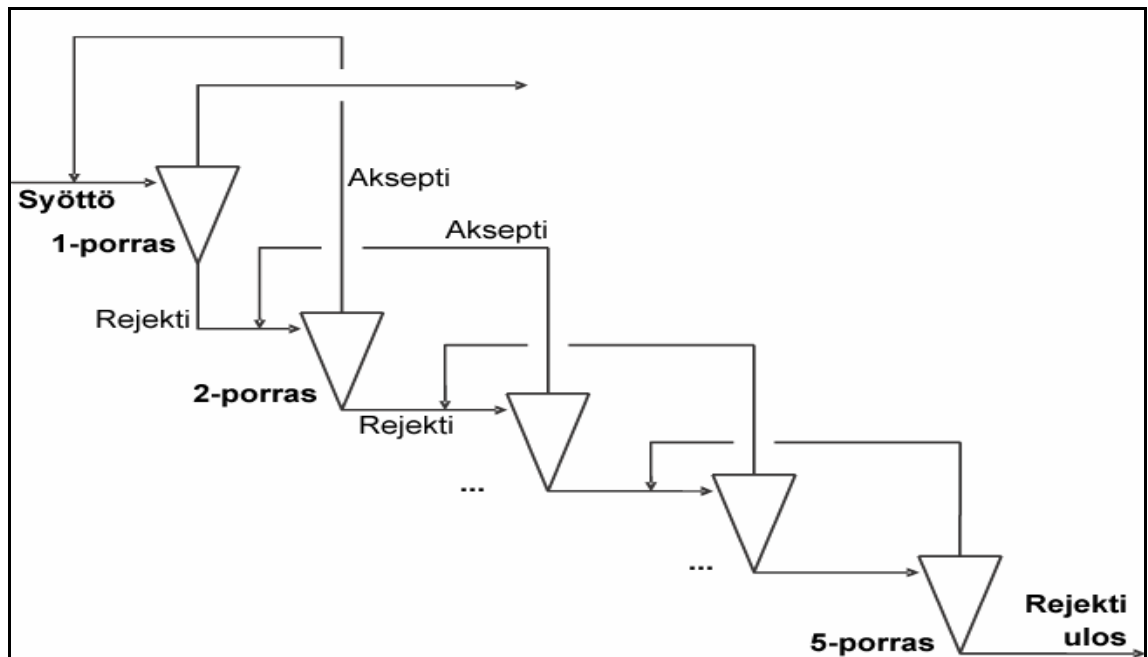 Aksepti
Syöttö
Aksepti
1-porras
Rejekti
2-porras
Rejekti
...
...
Rejekti
ulos
5-porras